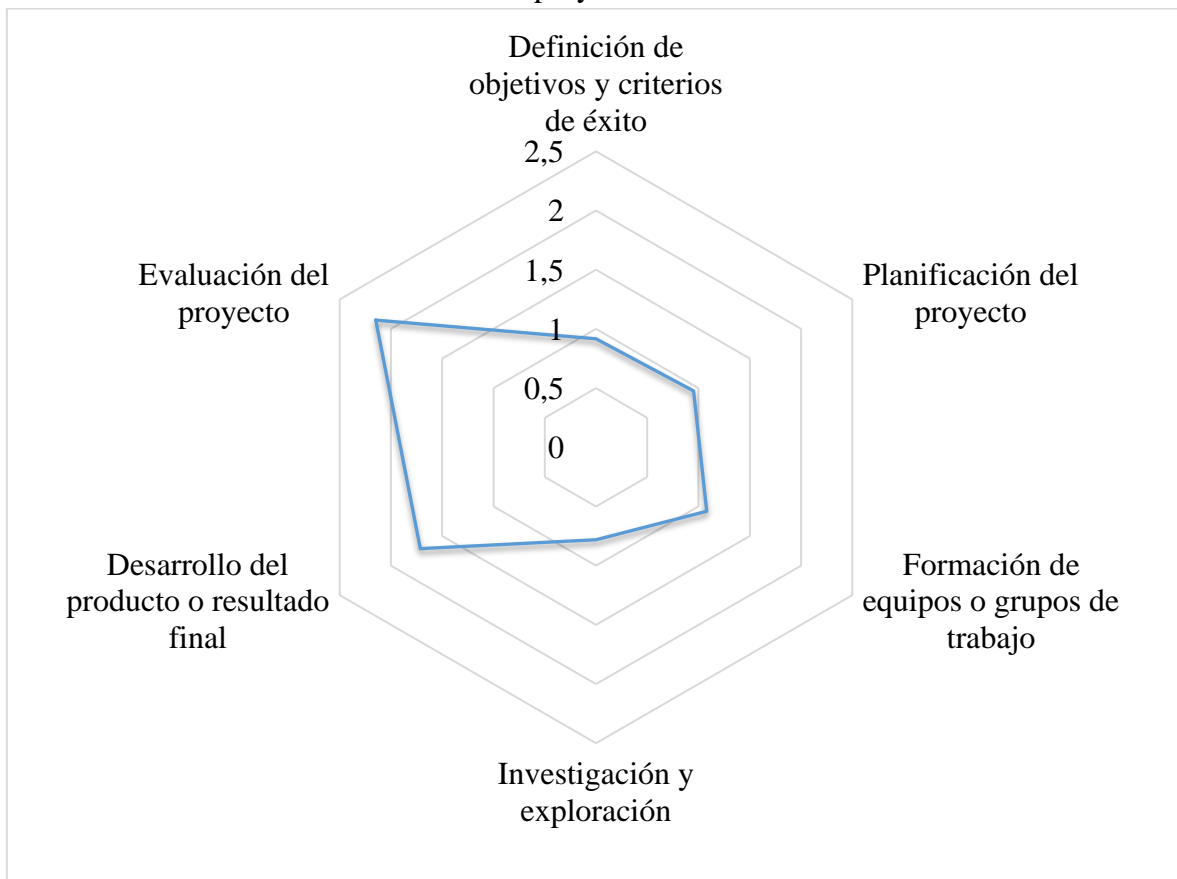 Definición de
objetivos y criterios
de éxito
2,5
2
1,5
1
0,5
0
Planificación del
proyecto
Formación de
equipos o grupos de
trabajo
Investigación y
exploración
Desarrollo del
producto o resultado
final
Evaluación del
proyecto